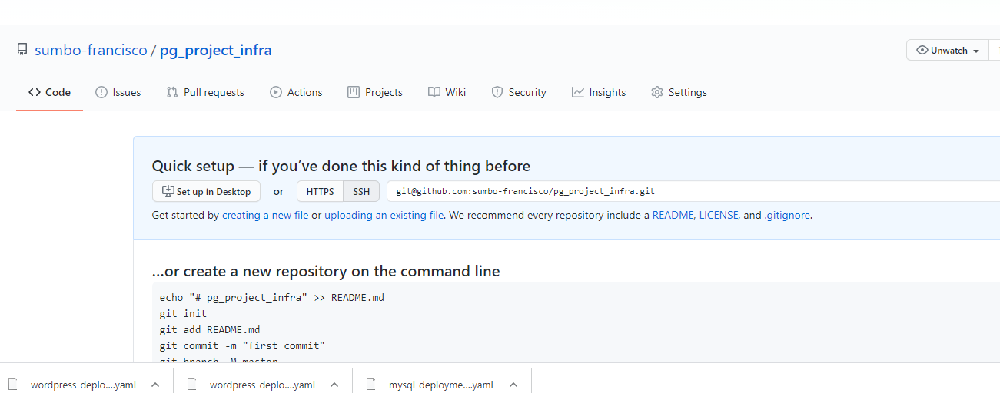 sumbo-francisco / pg_project_infra
Unwatch
Code Issues Pull requests Actions Projects Wiki Security Insights Settings
Quick setup — if you’ve done this kind of thing before
Set up in Desktop or HTTPS SSH git@github.com:sumbo-francisco/pg_project_infra.git
Get started by creating a new file or uploading an existing file. We recommend every repository include a README, LICENSE, and .gitignore.
…or create a new repository on the command line
echo "# pg_project_infra" >> README.md
git init
git add README.md
git commit -m "first commit"
git branch -M master
wordpress-deplo....yaml wordpress-deplo....yaml mysql-deployme....yaml